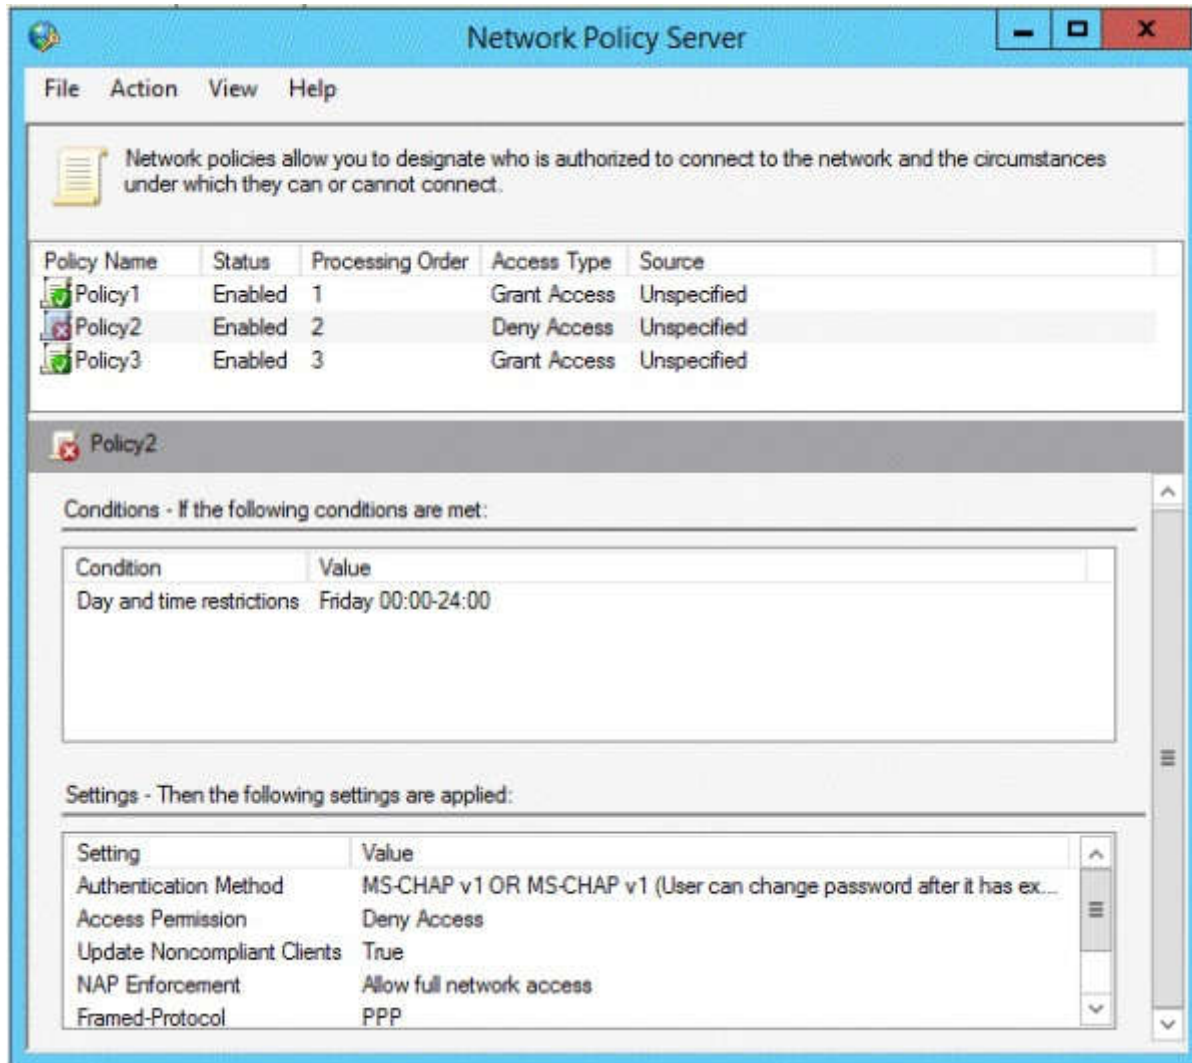 Network Policy Server
File Action View Help
Network policies allow you to designate who is authorized to connect to the network and the circumstances
under which they can or cannot connect.
Policy Name Status Processing Order Access Type Source
Policy1 Enabled 1 Grant Access Unspecified
Policy2 Enabled 2 Deny Access Unspecified
Policy3 Enabled 3 Grant Access Unspecified
Policy2
Conditions - If the following conditions are met:
Condition Value
Day and time restrictions Friday 00:00-24:00
Settings - Then the following settings are applied:
Setting Value
Authentication Method MS-CHAP v1 OR MS-CHAP v1 (User can change password after it has ex...
Access Permission Deny Access
Update Noncompliant Clients True
NAP Enforcement Allow full network access
Framed-Protocol PPP